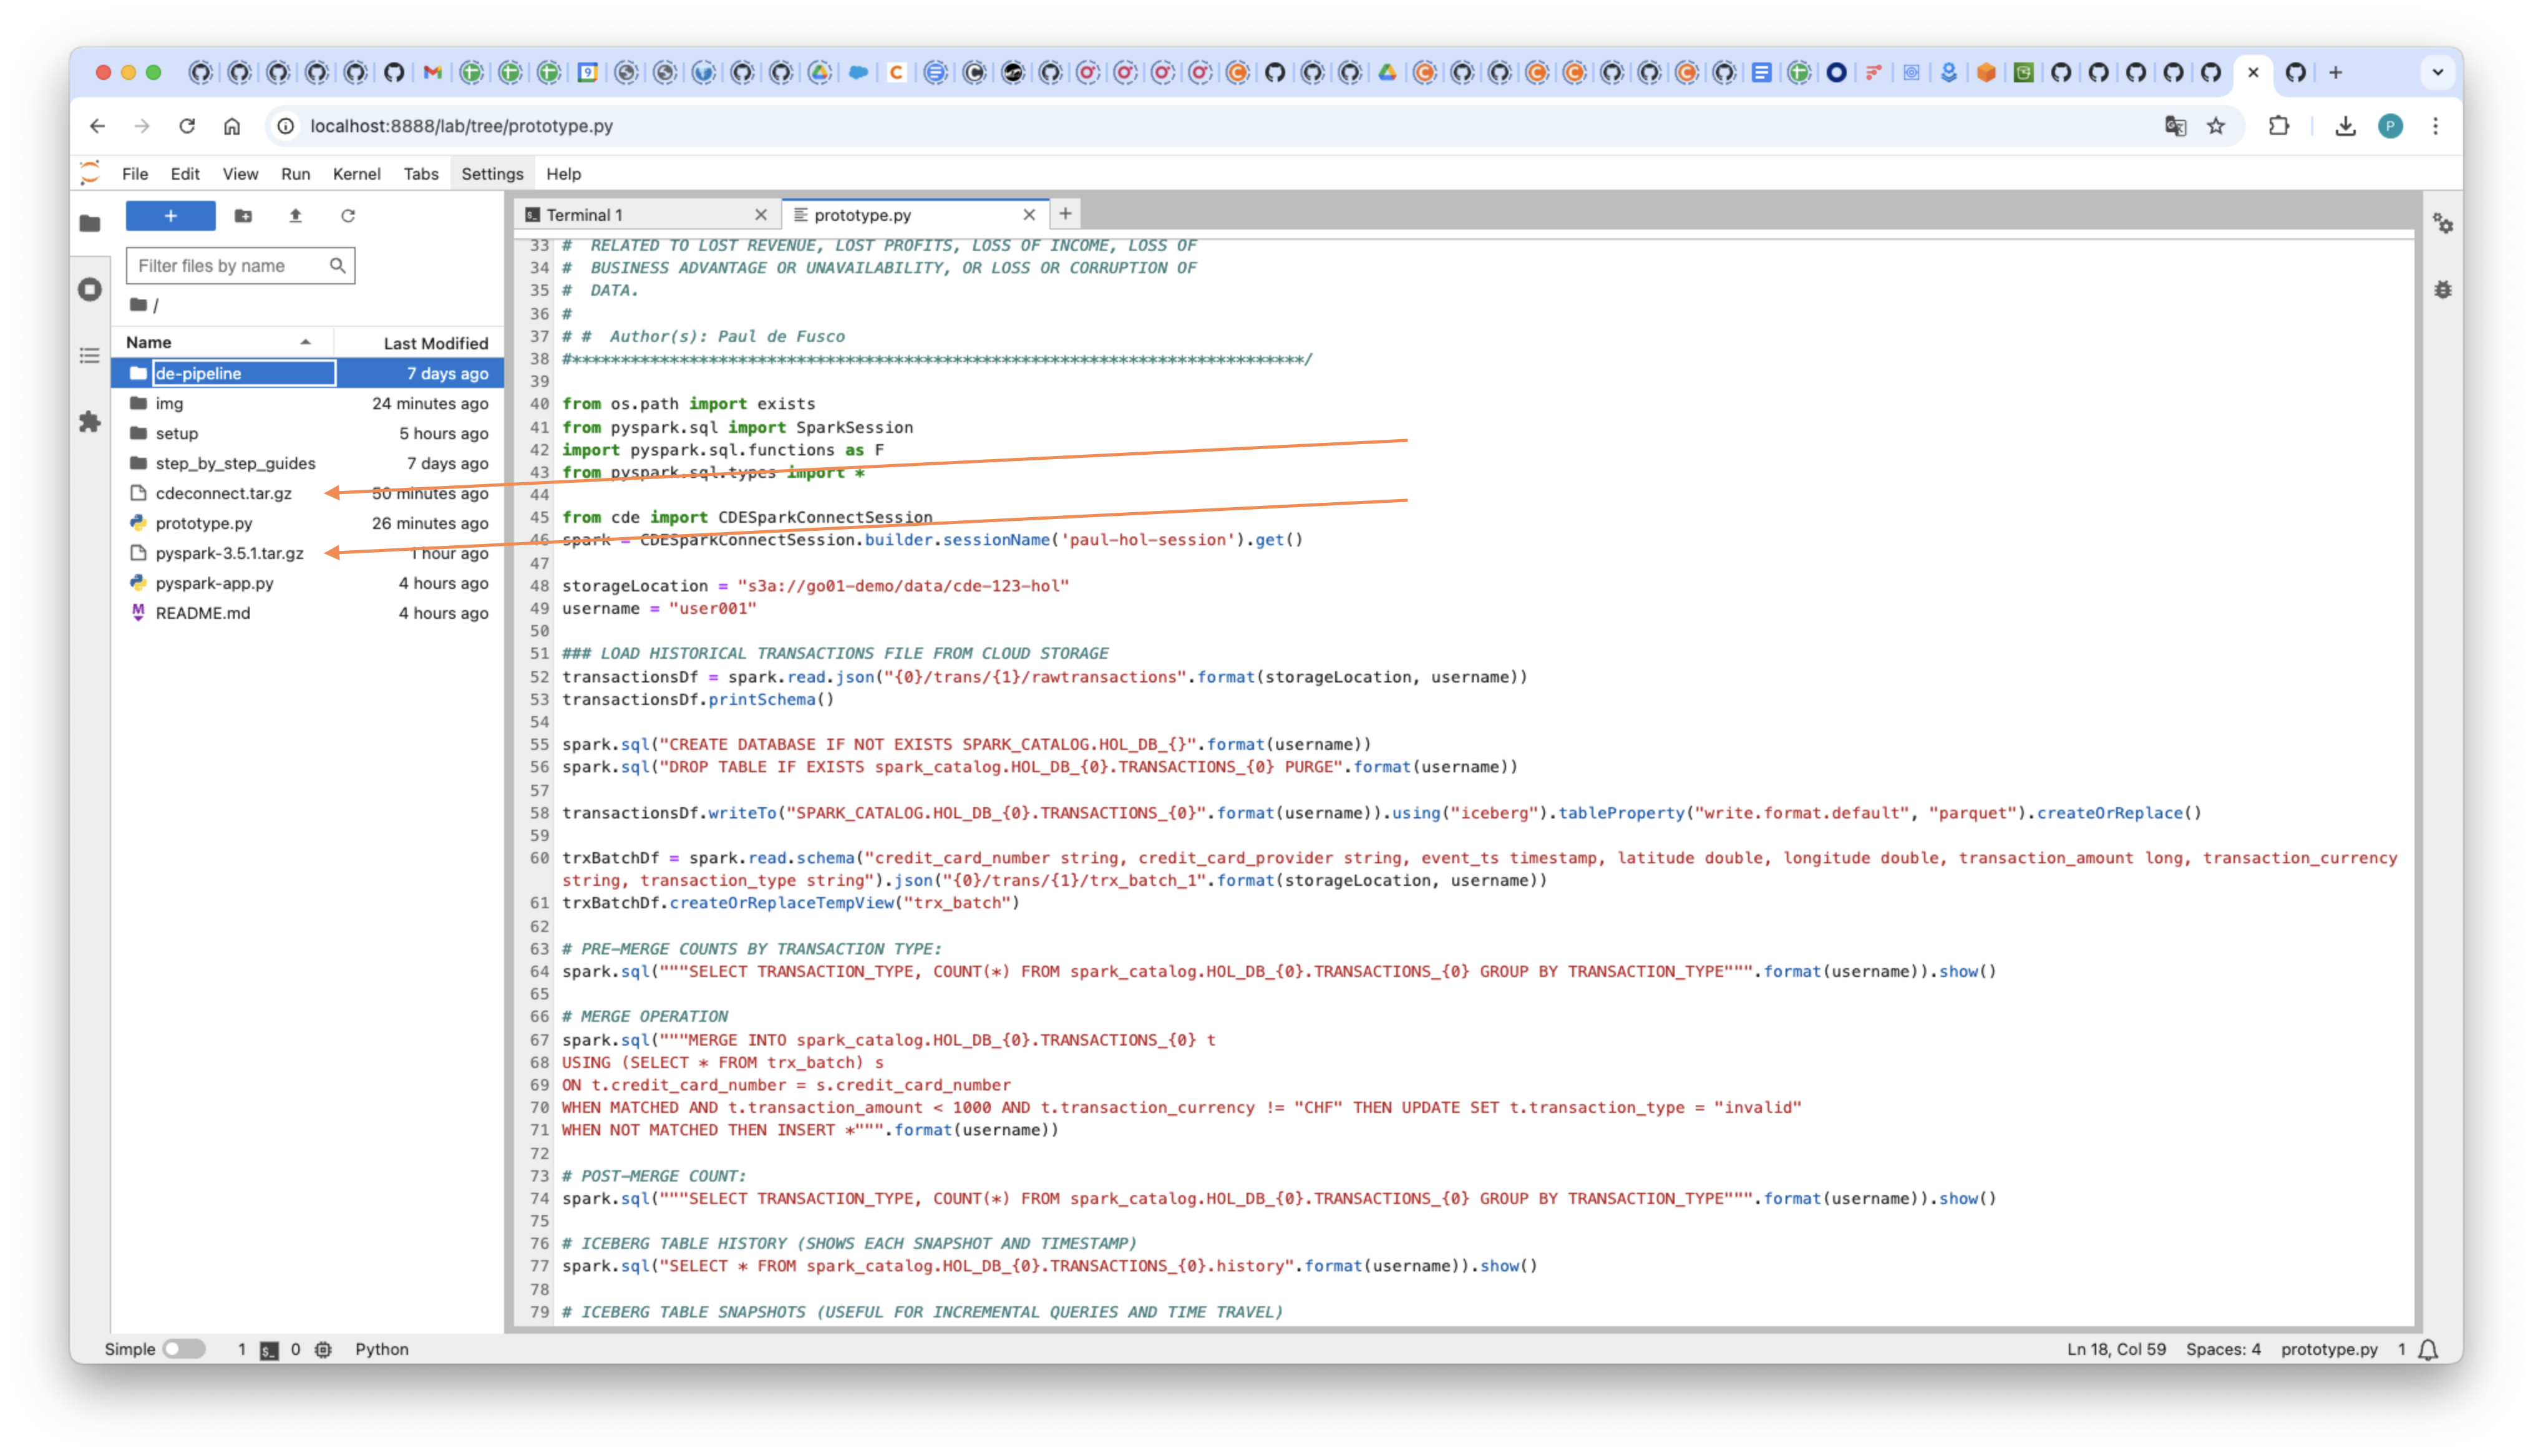 localhost:8888/lab/tree/prototype.py
P
File Edit View Run Kernel Tabs Settings Help
+
Filter files by name
/
Name Last Modified
de-pipeline 7 days ago
img 24 minutes ago
setup 5 hours ago
step_by_step_guides 7 days ago
cdeconnect.tar.gz 50 minutes ago
prototype.py 26 minutes ago
pyspark-3.5.1.tar.gz 1 hour ago
pyspark-app.py 4 hours ago
README.md 4 hours ago
Terminal 1
prototype.py
33 #  RELATED TO LOST REVENUE, LOST PROFITS, LOSS OF INCOME, LOSS OF
34 #  BUSINESS ADVANTAGE OR UNAVAILABILITY, OR LOSS OR CORRUPTION OF
35 #  DATA.
36 #
37 # #  Author(s): Paul de Fusco
38 #***************************************************************************/
39
40 from os.path import exists
41 from pyspark.sql import SparkSession
42 import pyspark.sql.functions as F
43 from pyspark.sql.types import *
44
45 from cde import CDESparkConnectSession
46 spark = CDESparkConnectSession.builder.sessionName('paul-hol-session').get()
47
48 storageLocation = "s3a://go01-demo/data/cde-123-hol"
49 username = "user001"
50
51 ### LOAD HISTORICAL TRANSACTIONS FILE FROM CLOUD STORAGE
52 transactionsDf = spark.read.json("{0}/trans/{1}/rawtransactions".format(storageLocation, username))
53 transactionsDf.printSchema()
54
55 spark.sql("CREATE DATABASE IF NOT EXISTS SPARK_CATALOG.HOL_DB_{}".format(username))
56 spark.sql("DROP TABLE IF EXISTS spark_catalog.HOL_DB_{0}.TRANSACTIONS_{0} PURGE".format(username))
57
58 transactionsDf.writeTo("SPARK_CATALOG.HOL_DB_{0}.TRANSACTIONS_{0}".format(username)).using("iceberg").tableProperty("write.format.default", "parquet").createOrReplace()
59
60 trxBatchDf = spark.read.schema("credit_card_number string, credit_card_provider string, event_ts timestamp, latitude double, longitude double, transaction_amount long, transaction_currency
string, transaction_type string").json("{0}/trans/{1}/trx_batch_1".format(storageLocation, username))
61 trxBatchDf.createOrReplaceTempView("trx_batch")
62
63 # PRE-MERGE COUNTS BY TRANSACTION TYPE:
64 spark.sql("""SELECT TRANSACTION_TYPE, COUNT(*) FROM spark_catalog.HOL_DB_{0}.TRANSACTIONS_{0} GROUP BY TRANSACTION_TYPE""".format(username)).show()
65
66 # MERGE OPERATION
67 spark.sql("""MERGE INTO spark_catalog.HOL_DB_{0}.TRANSACTIONS_{0} t
68 USING (SELECT * FROM trx_batch) s
69 ON t.credit_card_number = s.credit_card_number
70 WHEN MATCHED AND t.transaction_amount < 1000 AND t.transaction_currency != "CHF" THEN UPDATE SET t.transaction_type = "invalid"
71 WHEN NOT MATCHED THEN INSERT *""".format(username))
72
73 # POST-MERGE COUNT:
74 spark.sql("""SELECT TRANSACTION_TYPE, COUNT(*) FROM spark_catalog.HOL_DB_{0}.TRANSACTIONS_{0} GROUP BY TRANSACTION_TYPE""".format(username)).show()
75
76 # ICEBERG TABLE HISTORY (SHOWS EACH SNAPSHOT AND TIMESTAMP)
77 spark.sql("SELECT * FROM spark_catalog.HOL_DB_{0}.TRANSACTIONS_{0}.history".format(username)).show()
78
79 # ICEBERG TABLE SNAPSHOTS (USEFUL FOR INCREMENTAL QUERIES AND TIME TRAVEL)
Simple 1 0 Python Ln 18, Col 59 Spaces: 4 prototype.py 1